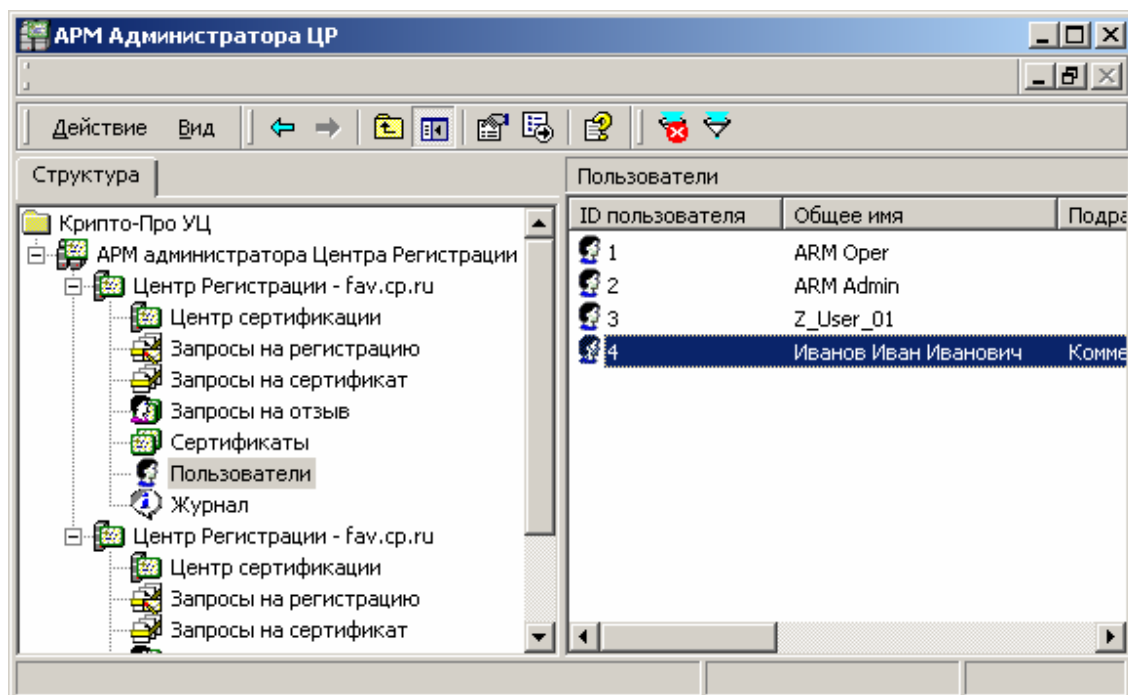 АРМ Администратора ЦР
Действие Вид
Структура
Крипто-Про УЦ
АРМ администратора Центра Регистрации
Центр Регистрации - fav.cp.ru
Центр сертификации
Запросы на регистрацию
Запросы на сертификат
Запросы на отзыв
Сертификаты
Пользователи
Журнал
Центр Регистрации - fav.cp.ru
Центр сертификации
Запросы на регистрацию
Запросы на сертификат
Пользователи
ID пользователя Общее имя Подра
1 ARM Oper
2 ARM Admin
3 Z_User_01
4 Иванов Иван Иванович Комме